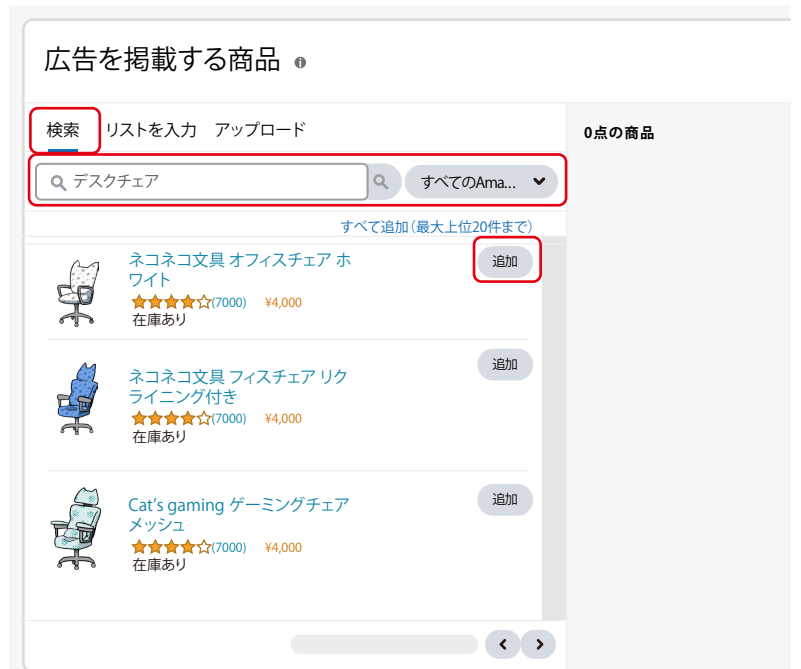 広告を掲載する商品
検索 リストを入力 アップロード
0点の商品
デスクチェア すべてのAma...
すべて追加（最大上位20件まで）
ネコネコ文具 オフィスチェア ホ
ワイト
(7000) ¥4,000
在庫あり
追加
ネコネコ文具 フィスチェア リク
ライニング付き
(7000) ¥4,000
在庫あり
追加
Cat's gaming ゲーミングチェア
メッシュ
(7000) ¥4,000
在庫あり
追加